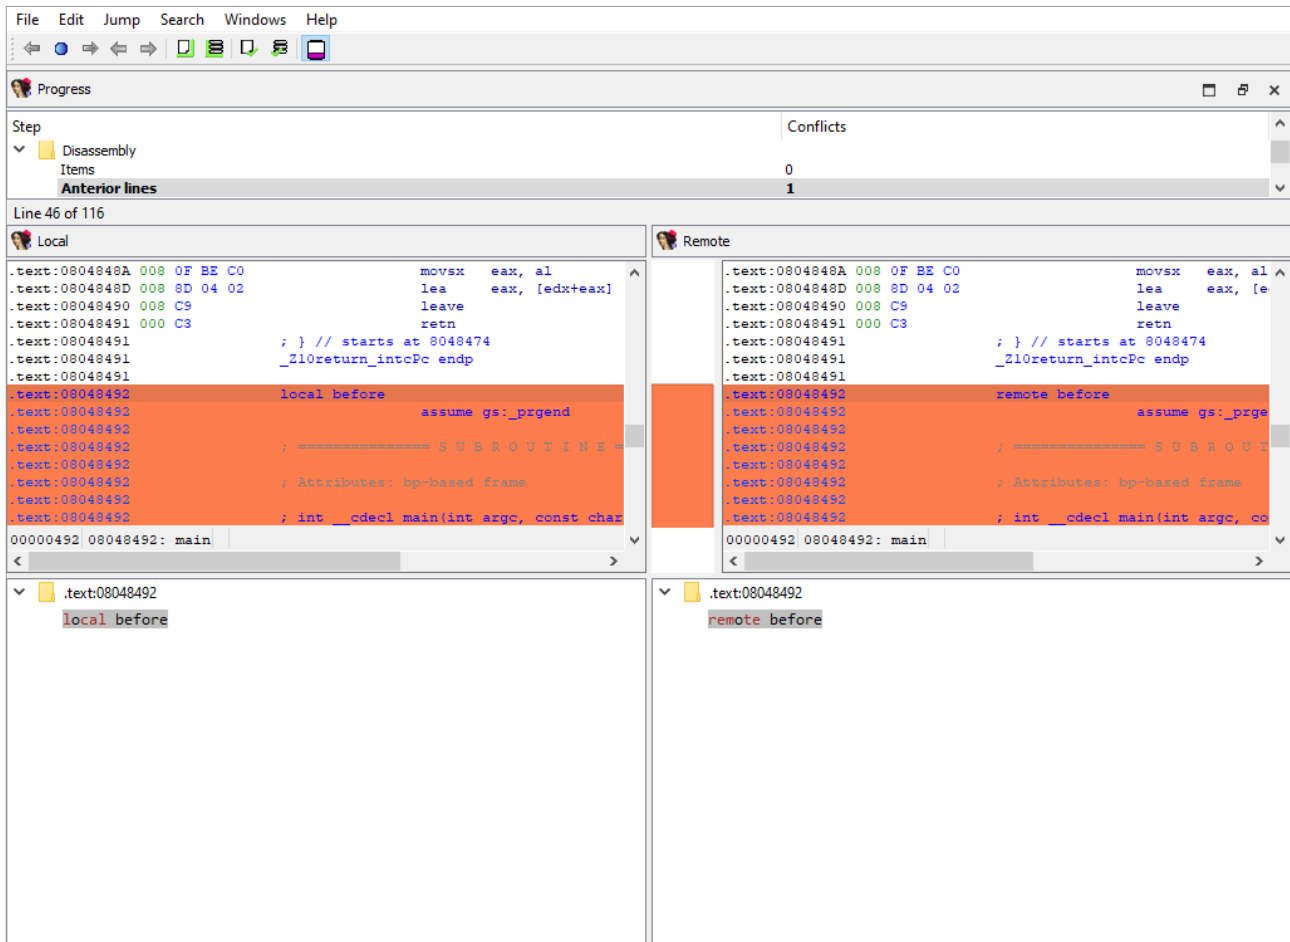 File Edit Jump Search Windows Help
Progress
Step Conflicts
Disassembly
Items 0
Anterior lines 1
Line 46 of 116
Local
.text:0804848A 008 0F BE C0 movsx eax, al
.text:0804848D 008 8D 04 02 lea eax, [edx+eax]
.text:08048490 008 C9 leave
.text:08048491 000 C3 retn
.text:08048491 ; } // starts at 8048474
.text:08048491 _Z10return_intcPc endp
.text:08048491
.text:08048492 local before
.text:08048492 assume gs:_prgend
.text:08048492
.text:08048492 ; =============== S U B R O U T I N E =
.text:08048492
.text:08048492 ; Attributes: bp-based frame
.text:08048492
.text:08048492 ; int __cdecl main(int argc, const char
00000492 08048492: main
Remote
.text:0804848A 008 0F BE C0 movsx eax, al
.text:0804848D 008 8D 04 02 lea eax, [e
.text:08048490 008 C9 leave
.text:08048491 000 C3 retn
.text:08048491 ; } // starts at 8048474
.text:08048491 _Z10return_intcPc endp
.text:08048491
.text:08048492 remote before
.text:08048492 assume gs:_prge
.text:08048492
.text:08048492 ; =============== S U B R O U T
.text:08048492
.text:08048492 ; Attributes: bp-based frame
.text:08048492
.text:08048492 ; int __cdecl main(int argc, co
00000492 08048492: main
.text:08048492
local before
.text:08048492
remote before